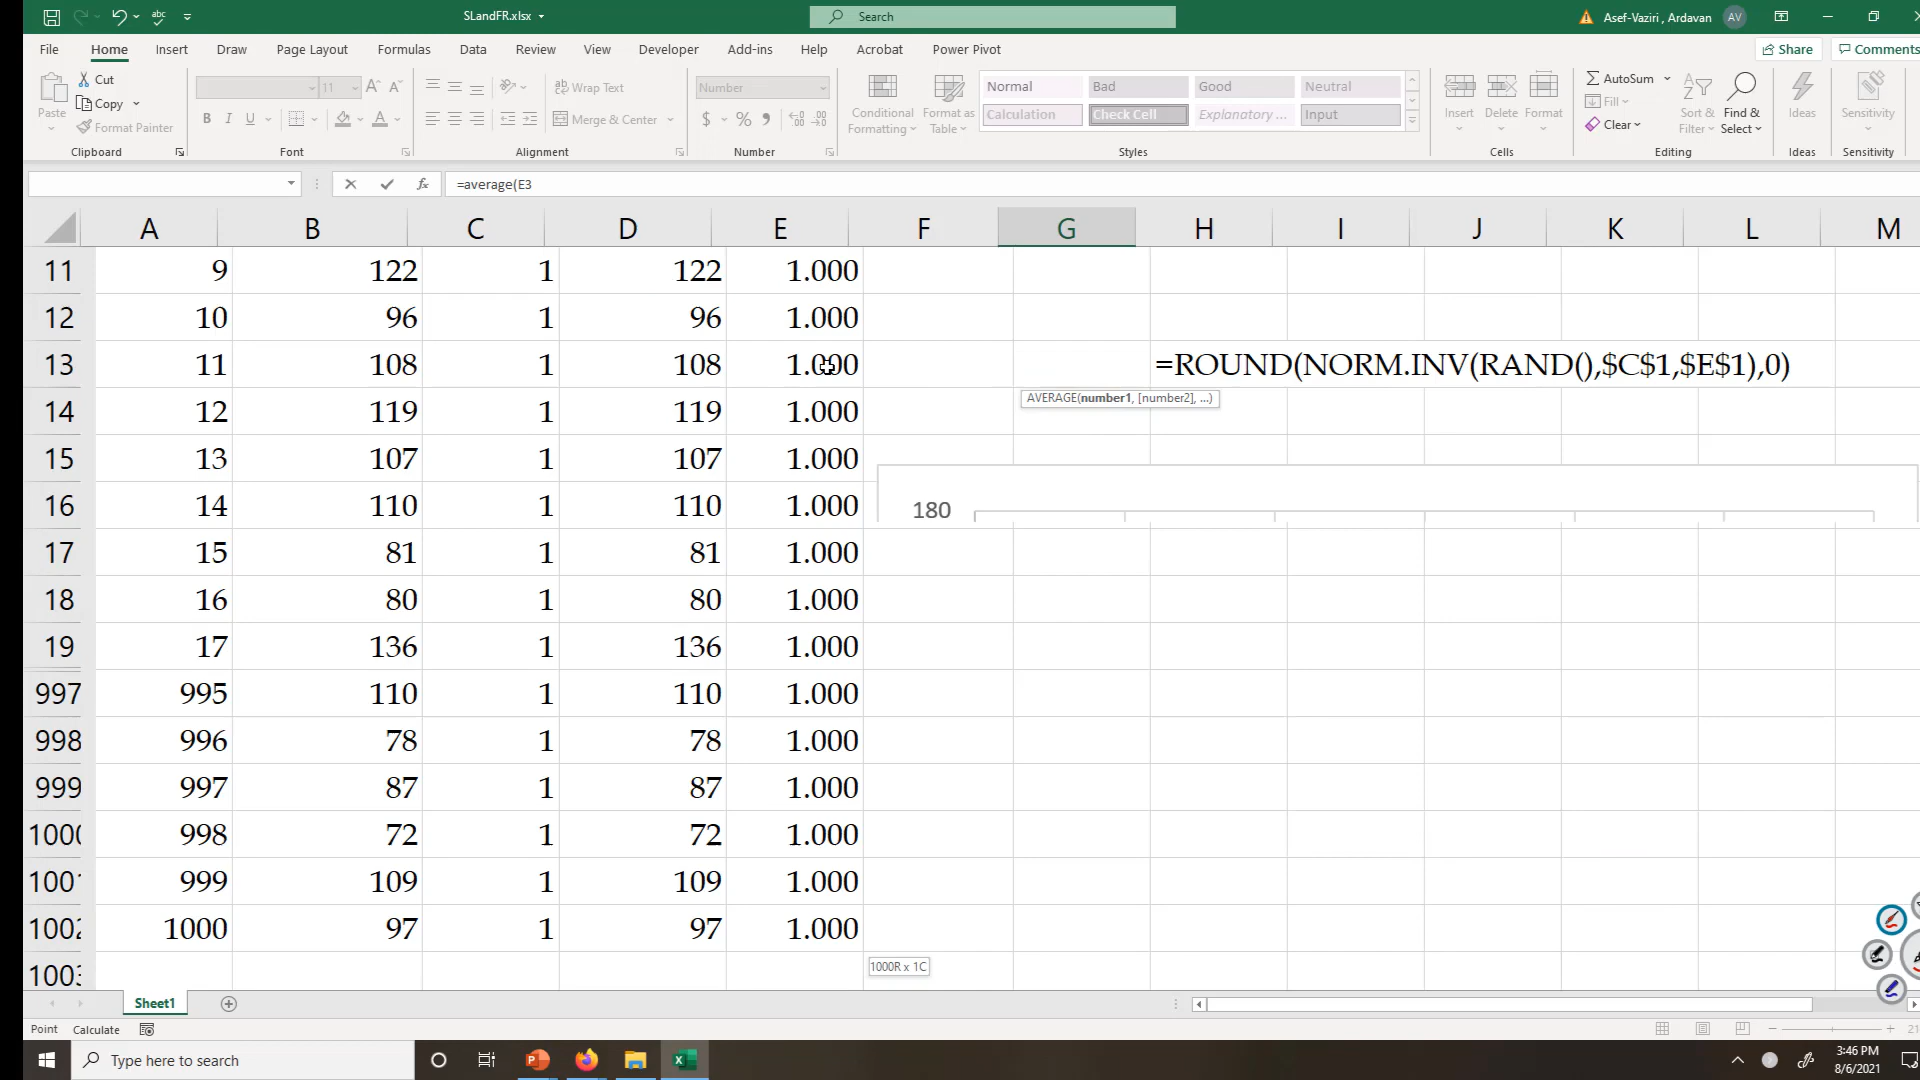 abc
SLandFR.xlsx
Search
Asef-Vaziri , Ardavan
AV
File Home Insert Draw Page Layout Formulas Data Review View Developer Add-ins Help Acrobat Power Pivot
Share
Comments
Paste
Cut
Copy
Format Painter
11
Wrap Text
Merge & Center
Number
Conditional Formatting
Format as Table
Normal Bad Good Neutral
Calculation Check Cell Explanatory ... Input
Insert Delete Format
AutoSum
Fill
Clear
Sort & Filter
Find & Select
Ideas
Sensitivity
Clipboard Font Alignment Number Styles Cells Editing Ideas Sensitivity
fx
=average(E3
A B C D E F G H I J K L M
11 9 122 1 122 1.000
12 10 96 1 96 1.000
13 11 108 1 108 1.000 =ROUND(NORM.INV(RAND(),$C$1,$E$1),0)
AVERAGE(number1, [number2], ...)
14 12 119 1 119 1.000
15 13 107 1 107 1.000
16 14 110 1 110 1.000 180
17 15 81 1 81 1.000
18 16 80 1 80 1.000
19 17 136 1 136 1.000
997 995 110 1 110 1.000
998 996 78 1 78 1.000
999 997 87 1 87 1.000
1000 998 72 1 72 1.000
1001 999 109 1 109 1.000
1002 1000 97 1 97 1.000
1003
1000R x 1C
Sheet1
Point Calculate
21
Type here to search
3:46 PM
8/6/2021